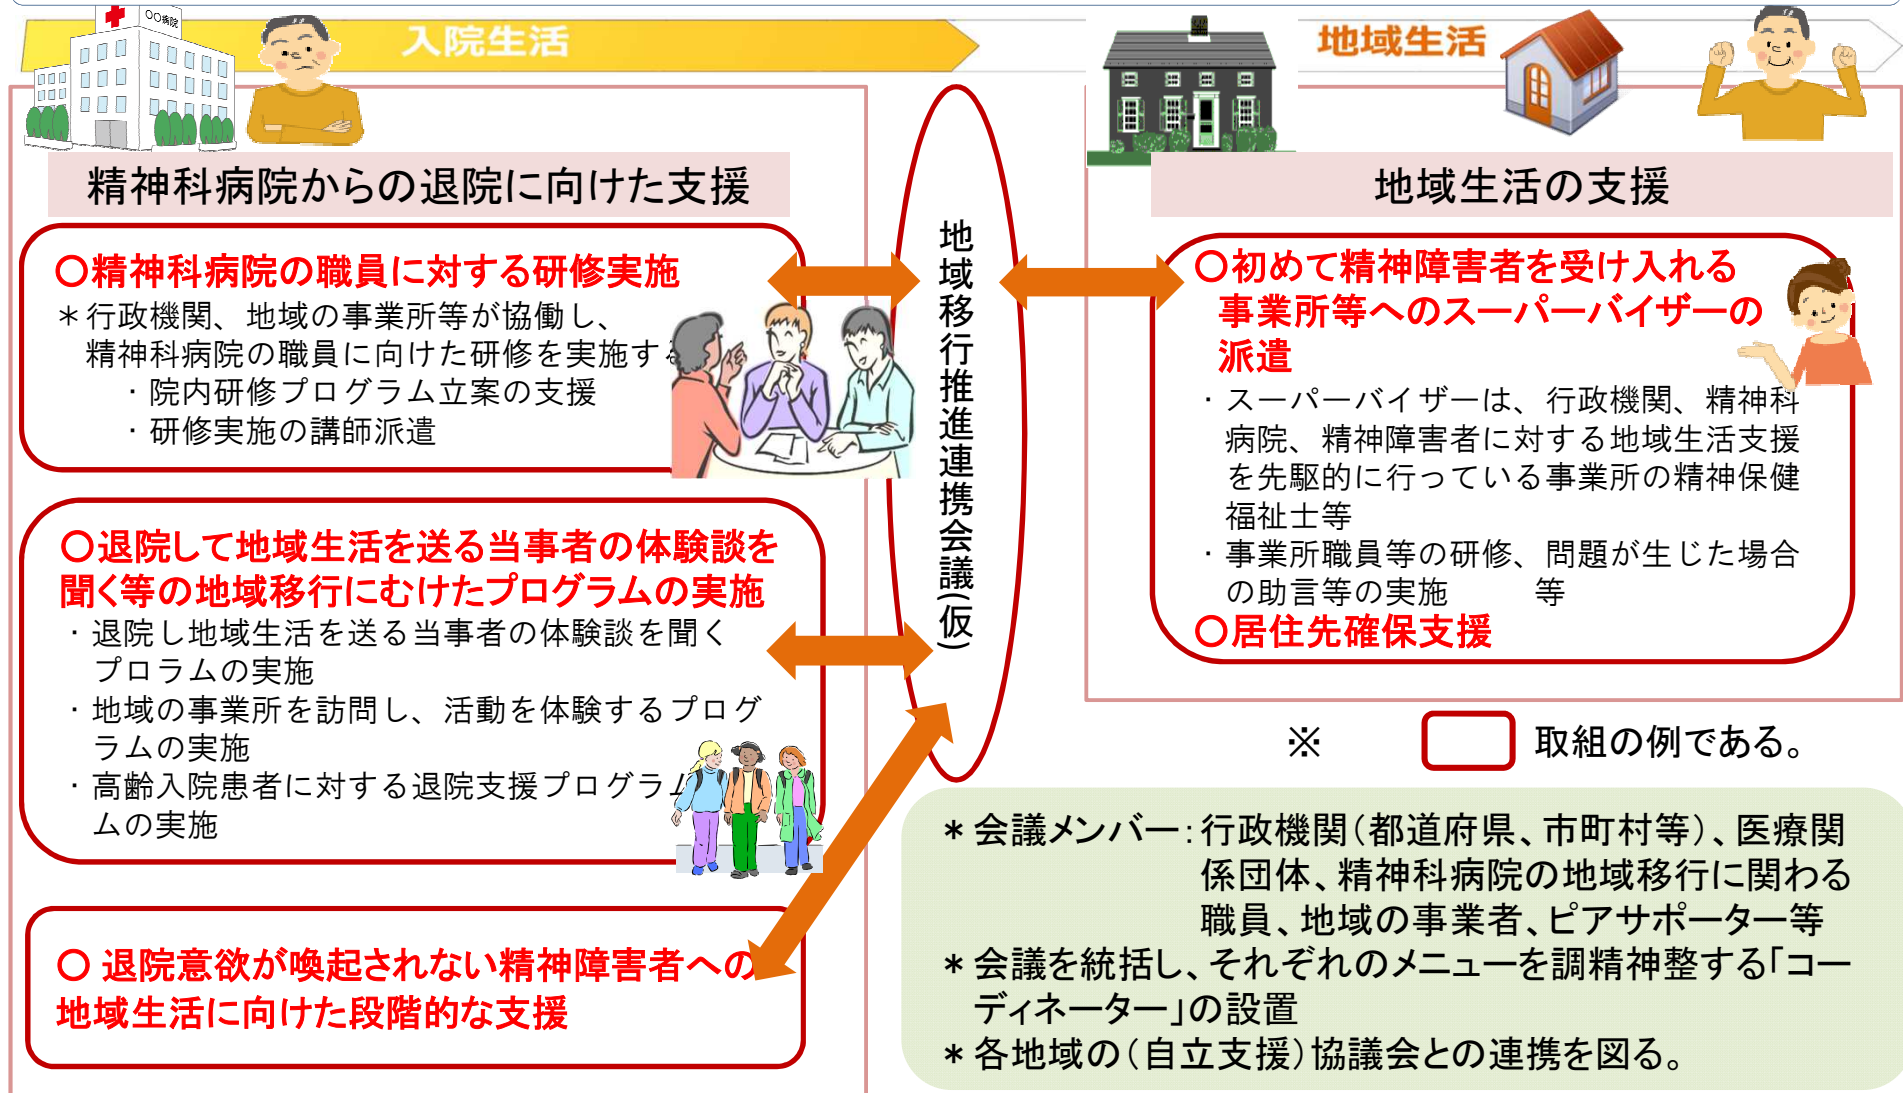 〇〇病院
入院生活
地域生活
精神科病院からの退院に向けた支援
〇精神科病院の職員に対する研修実施
＊行政機関、地域の事業所等が協働し、
精神科病院の職員に向けた研修を実施する
・院内研修プログラム立案の支援
・研修実施の講師派遣
〇退院して地域生活を送る当事者の体験談を
聞く等の地域移行にむけたプログラムの実施
・退院し地域生活を送る当事者の体験談を聞く
プロラムの実施
・地域の事業所を訪問し、活動を体験するプログ
ラムの実施
・高齢入院患者に対する退院支援プログラム
ムの実施
〇 退院意欲が喚起されない精神障害者への
地域生活に向けた段階的な支援
地域移行推進連携会議（仮）
地域生活の支援
〇初めて精神障害者を受け入れる
事業所等へのスーパーバイザーの
派遣
・スーパーバイザーは、行政機関、精神科
病院、精神障害者に対する地域生活支援
を先駆的に行っている事業所の精神保健
福祉士等
・事業所職員等の研修、問題が生じた場合
の助言等の実施　　等
〇居住先確保支援
※　　取組の例である。
＊会議メンバー：行政機関（都道府県、市町村等）、医療関
係団体、精神科病院の地域移行に関わる
職員、地域の事業者、ピアサポーター等
＊会議を統括し、それぞれのメニューを調精神整する「コー
ディネーター」の設置
＊各地域の（自立支援）協議会との連携を図る。